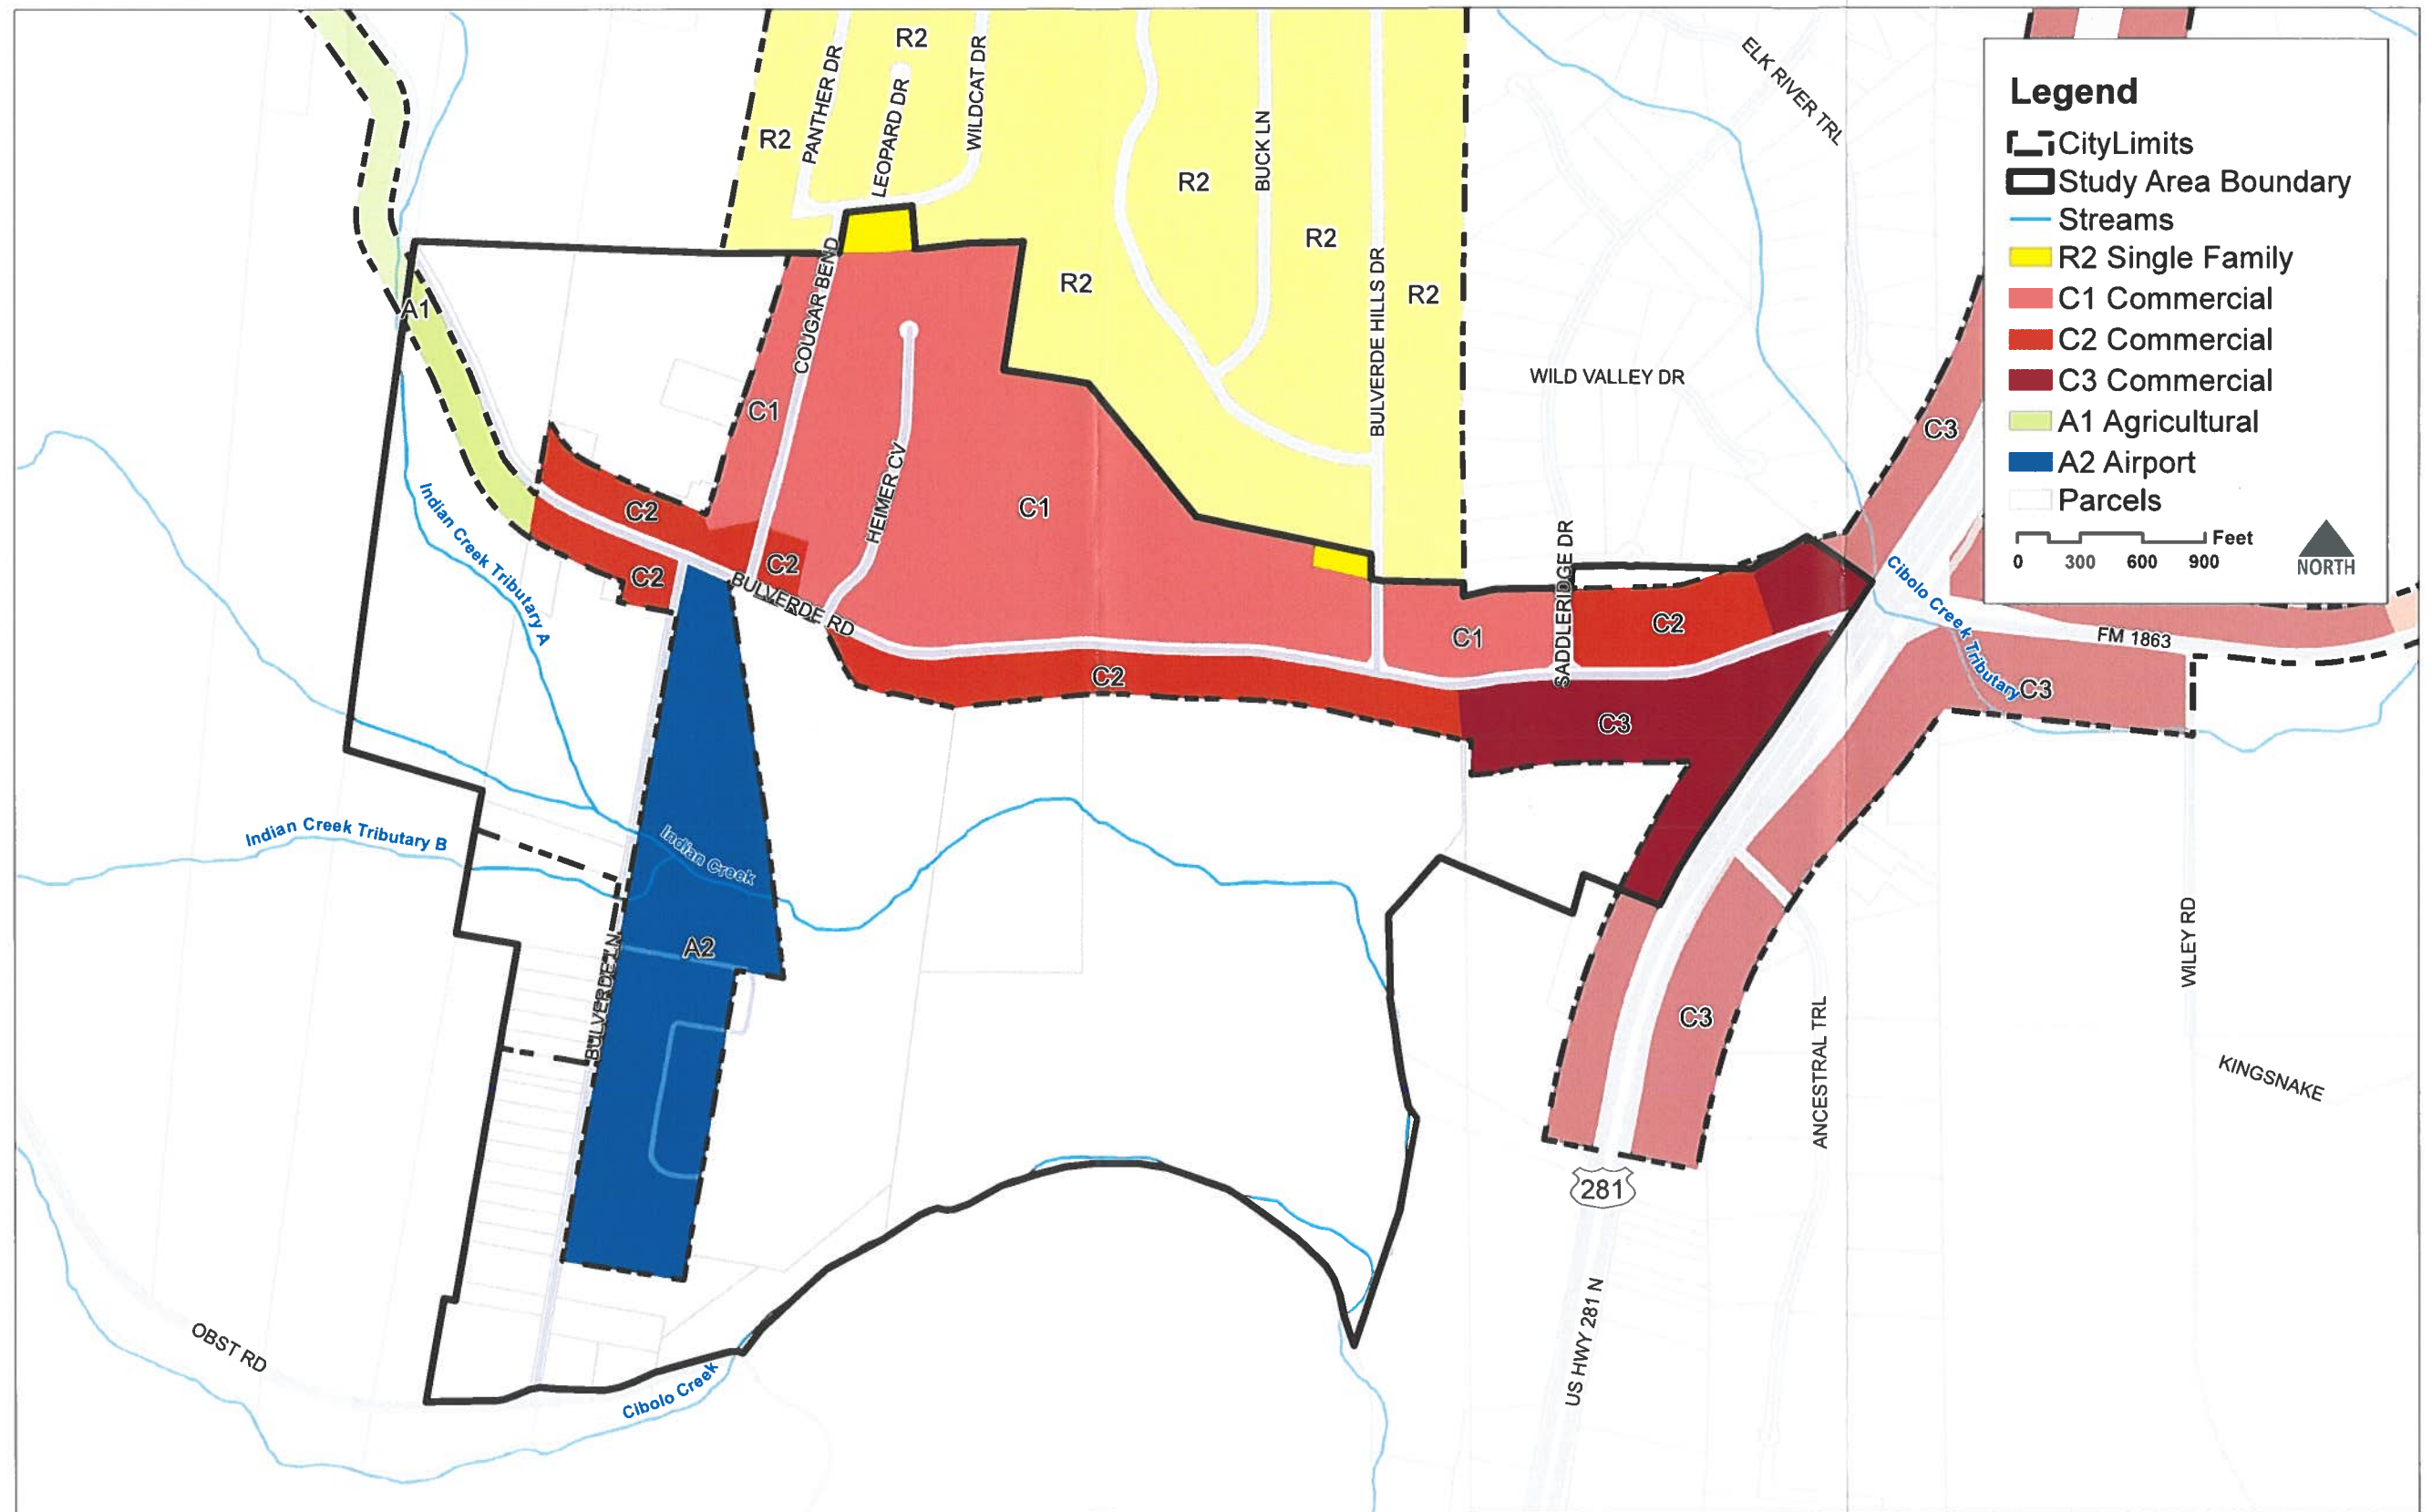 R2
PANTHER DR
LEOPARD DR
WILDCAT DR
R2
BUCK LN
R2
R2
R2
R2
BULVERDE HILLS DR
ELK RIVER TRL
WILD VALLEY DR
Legend
CityLimits
Study Area Boundary
Streams
R2 Single Family
C1 Commercial
C2 Commercial
C3 Commercial
A1 Agricultural
A2 Airport
Parcels
Feet
0 300 600 900
NORTH
A1
COUGAR BEND
C1
HEIMER CV
C1
C2
C2
C2
BULVERDE RD
C2
C1
SADDLERIDGE DR
C2
C3
C3
Cibolo Creek Tributary
FM 1863
C3
Indian Creek Tributary A
Indian Creek Tributary B
Indian Creek
A2
BULVERDE LN
C3
ANCESTRAL TRL
WILEY RD
KINGSNAKE
281
US HWY 281 N
OBST RD
Cibolo Creek